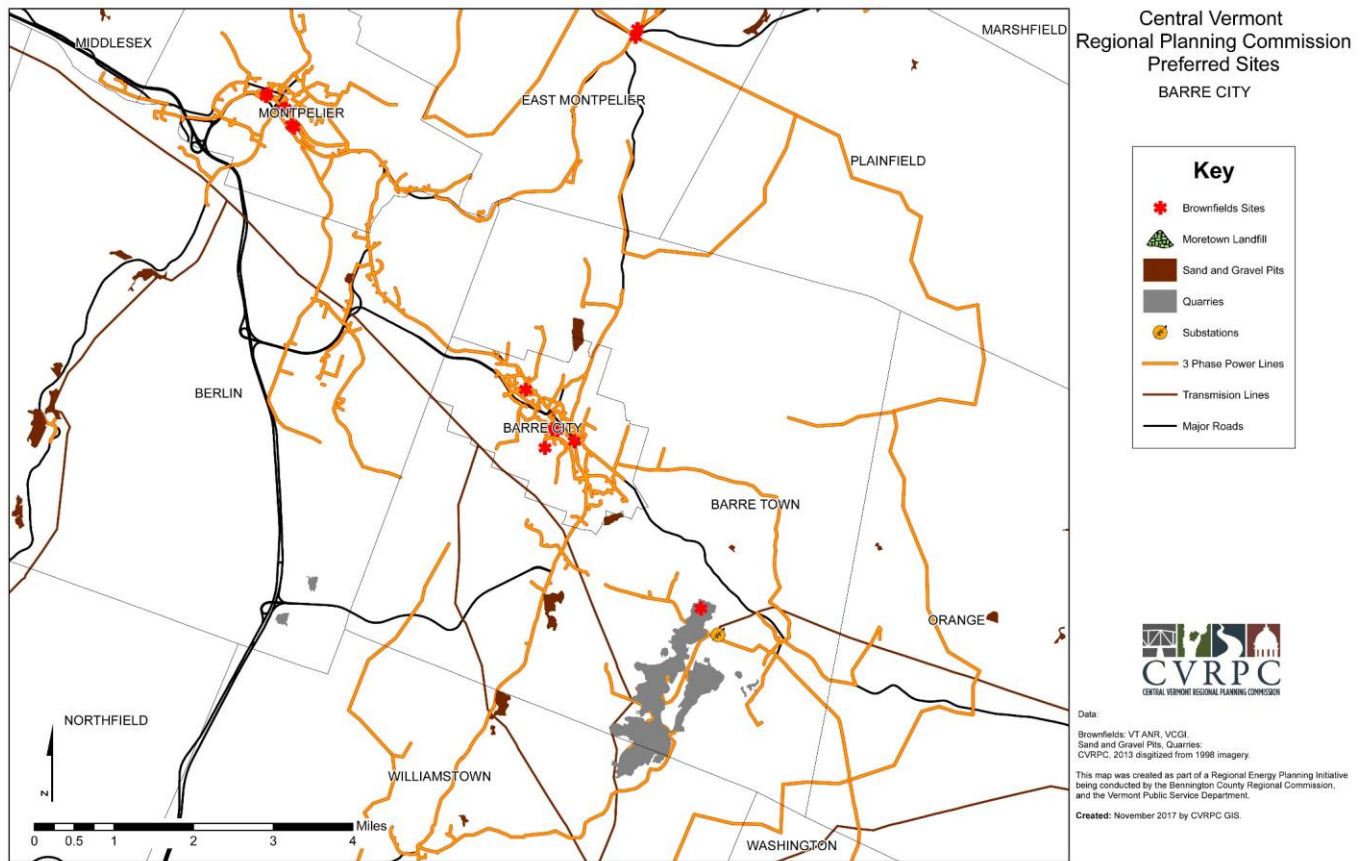 Central Vermont
Regional Planning Commission
Preferred Sites
BARRE CITY
MIDDLESEX
MARSHFIELD
EAST MONTPELIER
MONTPELIER
PLAINFIELD
BERLIN
BARRE CITY
BARRE TOWN
ORANGE
NORTHFIELD
WILLIAMSTOWN
WASHINGTON
N
Miles
0 0.5 1 2 3 4
Key
Brownfields Sites
Moretown Landfill
Sand and Gravel Pits
Quarries
Substations
3 Phase Power Lines
Transmision Lines
Major Roads
CVRPC
CENTRAL VERMONT REGIONAL PLANNING COMMISSION
Data:
Brownfields: VT ANR, VCGI.
Sand and Gravel Pits, Quarries:
CVRPC, 2013 disgitized from 1998 imagery.
This map was created as part of a Regional Energy Planning Initiative
being conducted by the Bennington County Regional Commission,
and the Vermont Public Service Department.
Created: November 2017 by CVRPC GIS.